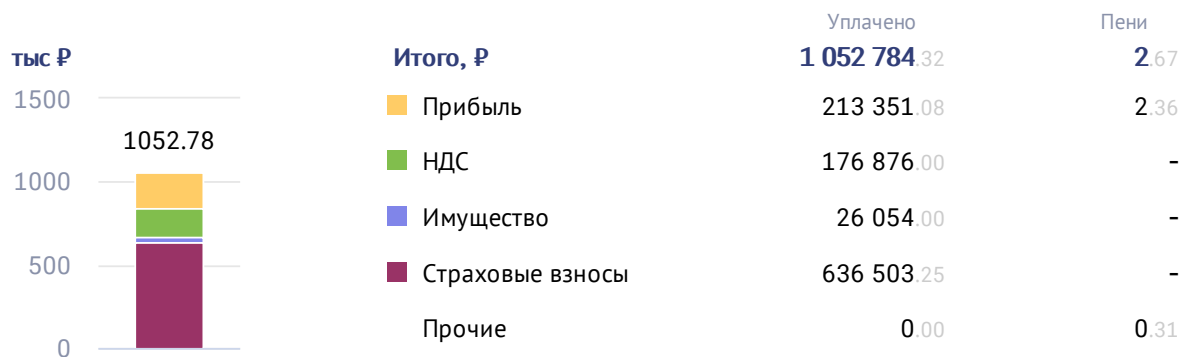 Уплачено Пени
тыс ₽ Итого, ₽ 1 052 784.32 2.67
1500 Прибыль 213 351.08 2.36
1052.78
НДС 176 876.00 -
1000
Имущество 26 054.00 -
500 Страховые взносы 636 503.25 -
Прочие 0.00 0.31
0